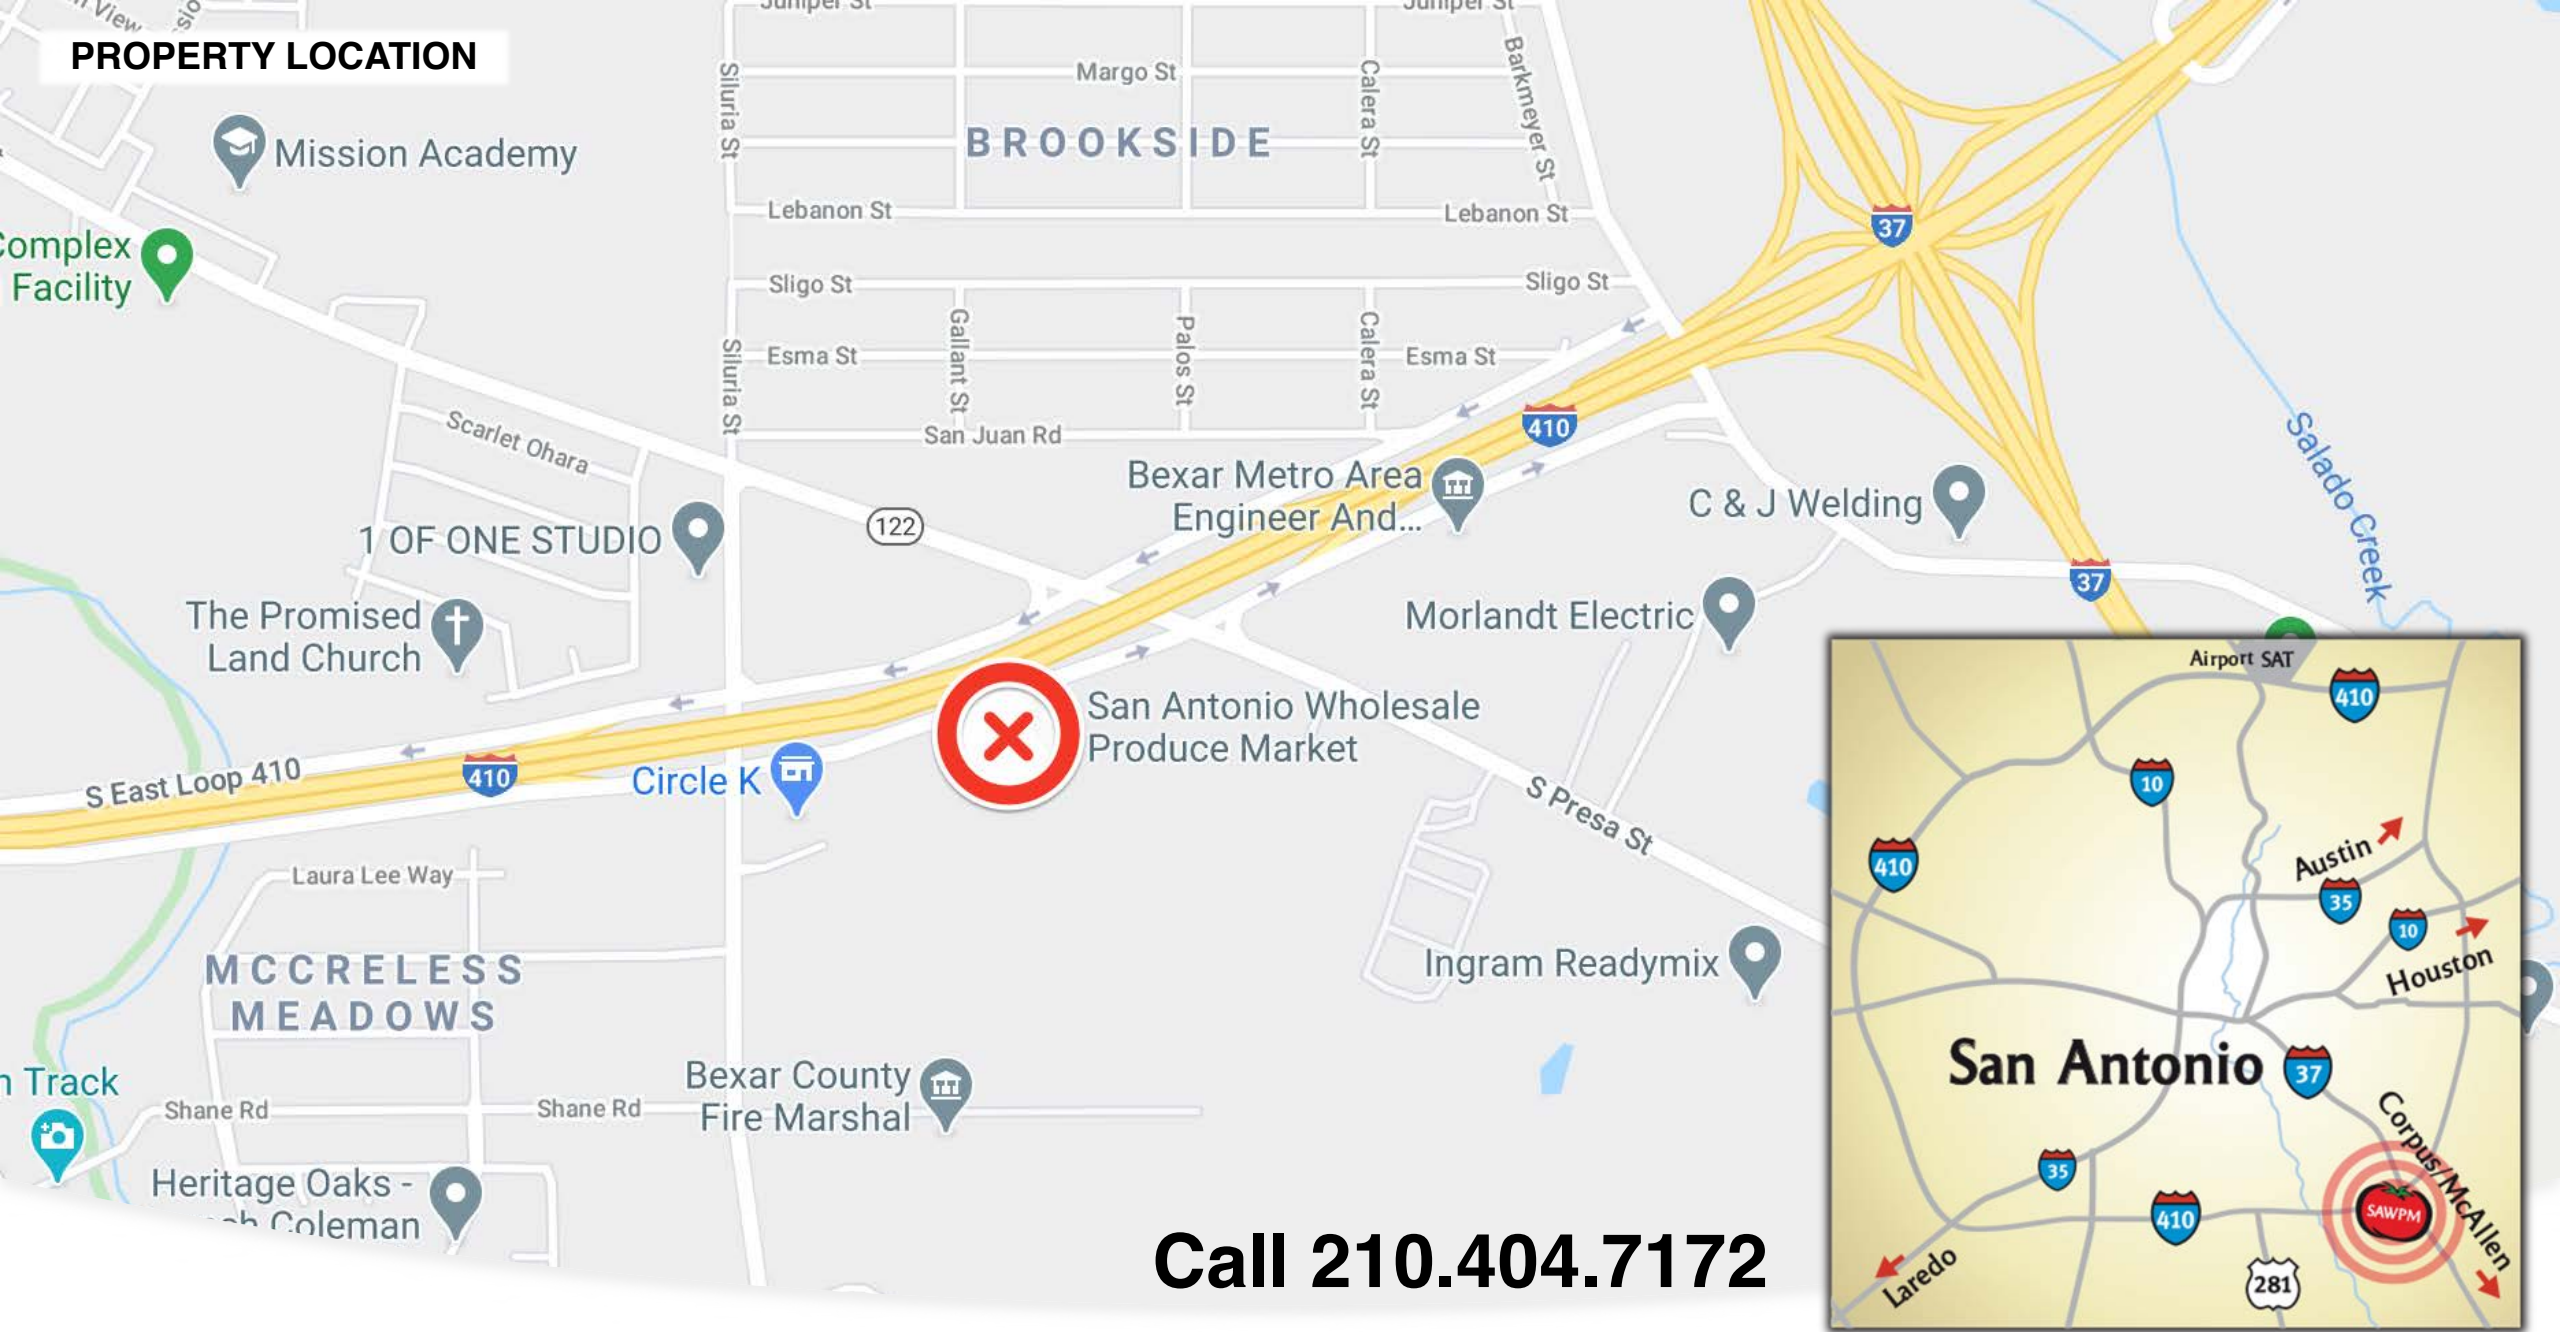 Juniper St
Juniper St
View
PROPERTY LOCATION
Margo St
Siluria St
Calera St
Barkmeyer St
Mission Academy
BROOKSIDE
Lebanon St
Lebanon St
37
Complex
Facility
Sligo St
Sligo St
Siluria St
Gallant St
Palos St
Calera St
Esma St
Esma St
Scarlet Ohara
San Juan Rd
410
Salado Creek
Bexar Metro Area
Engineer And...
C & J Welding
122
1 OF ONE STUDIO
37
The Promised
Land Church
Morlandt Electric
San Antonio Wholesale
Produce Market
S East Loop 410
410
Circle K
S Presa St
Laura Lee Way
MCCRELESS
MEADOWS
Ingram Readymix
Track
Bexar County
Fire Marshal
Shane Rd
Shane Rd
Heritage Oaks -
Coleman
Call 210.404.7172
Airport SAT
410
10
410
Austin
35
10
Houston
San Antonio
37
Corpus/McAllen
35
410
SAWPM
Laredo
281